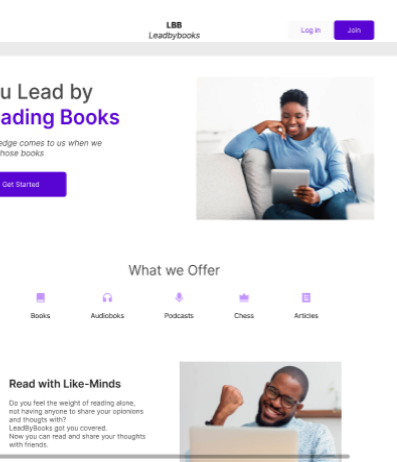 LBB
Leadbybooks
Log in
Join
u Lead by
ading Books
edge comes to us when we
hose books
Get Started
What we Offer
Books
Audioboks
Podcasts
Chess
Articles
Read with Like-Minds
Do you feel the weight of reading alone,
not having anyone to share your opionions
and thougts with?
LeadByBooks got you covered.
Now you can read and share your thoughts
with friends.